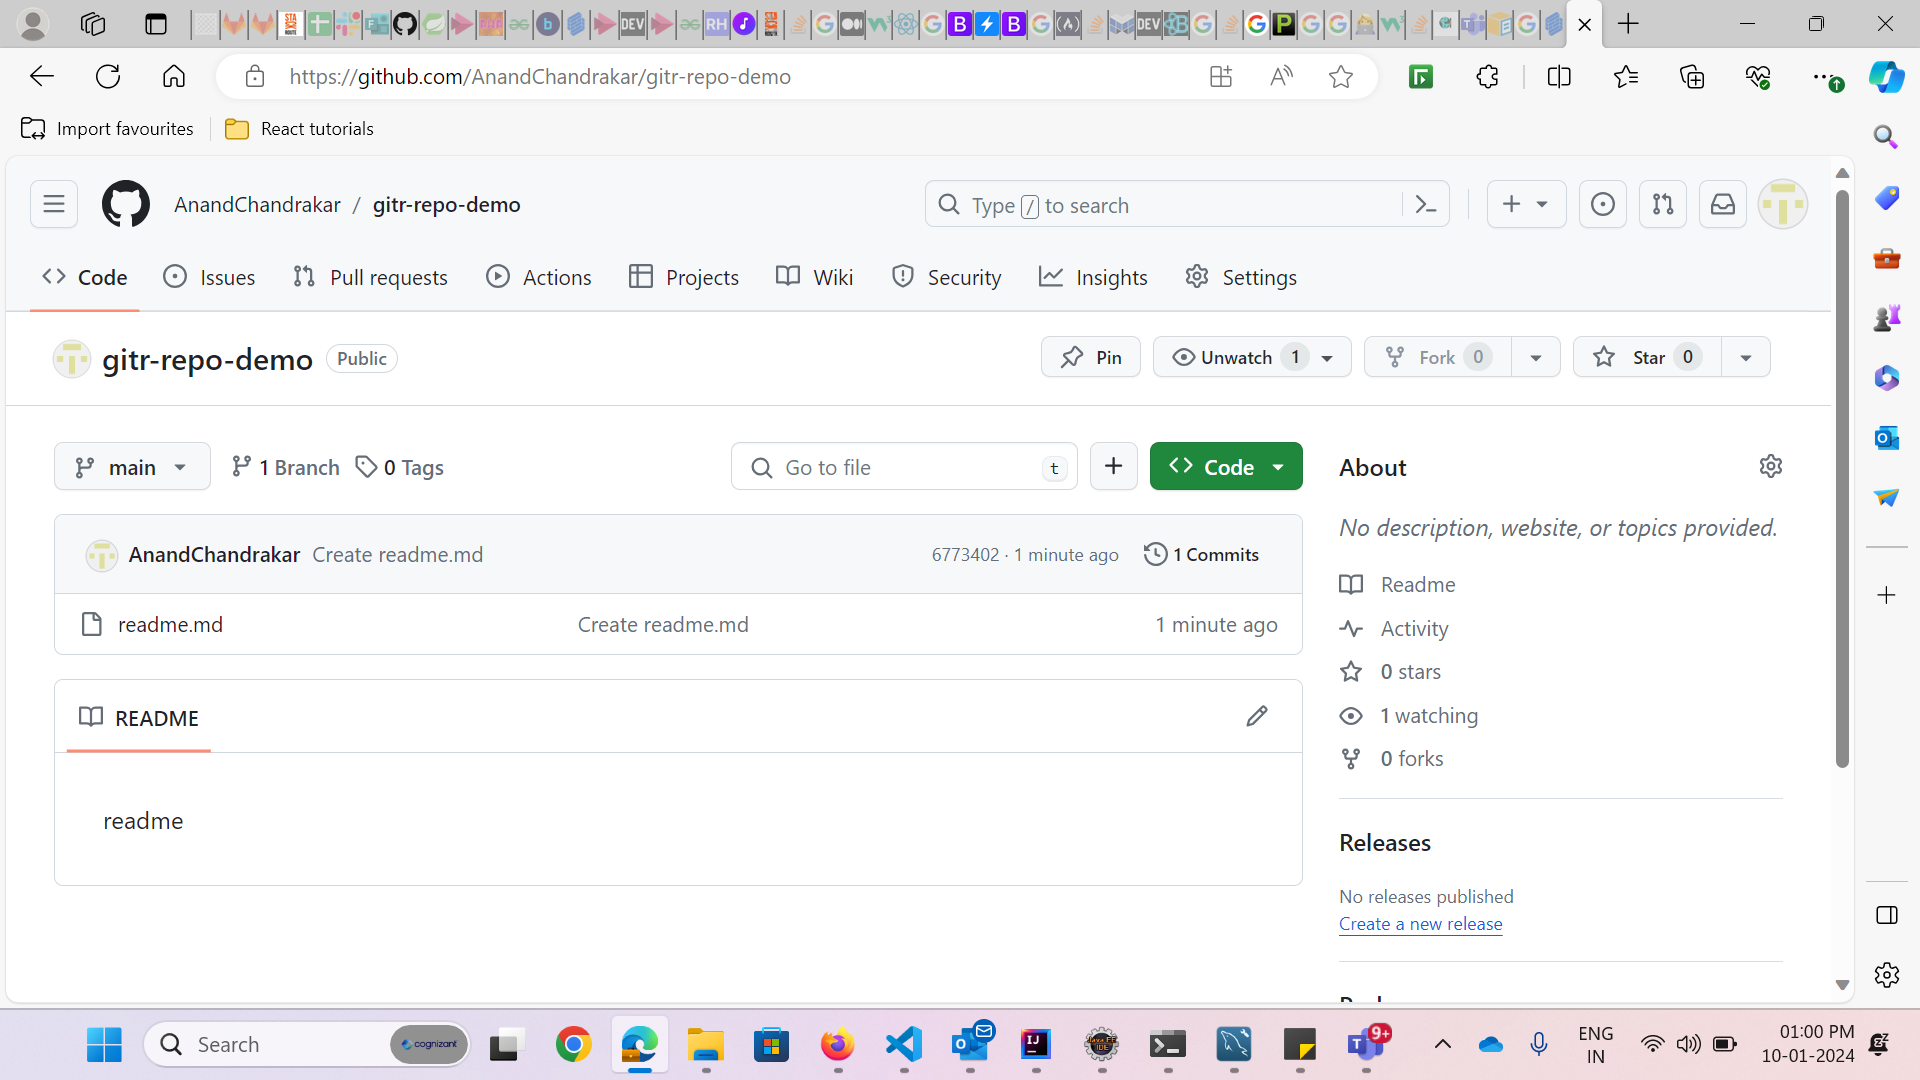 https://github.com/AnandChandrakar/gitr-repo-demo
Import favourites
React tutorials
AnandChandrakar / gitr-repo-demo
Type / to search
Code
Issues
Pull requests
Actions
Projects
Wiki
Security
Insights
Settings
gitr-repo-demo Public
Pin
Unwatch 1
Fork 0
Star 0
main
1 Branch
0 Tags
Go to file t
Code
About
No description, website, or topics provided.
AnandChandrakar Create readme.md
6773402 · 1 minute ago
1 Commits
readme.md
Create readme.md
1 minute ago
README
readme
Readme
Activity
0 stars
1 watching
0 forks
Releases
No releases published
Create a new release
Search
cognizant
9+
ENG
IN
01:00 PM
10-01-2024